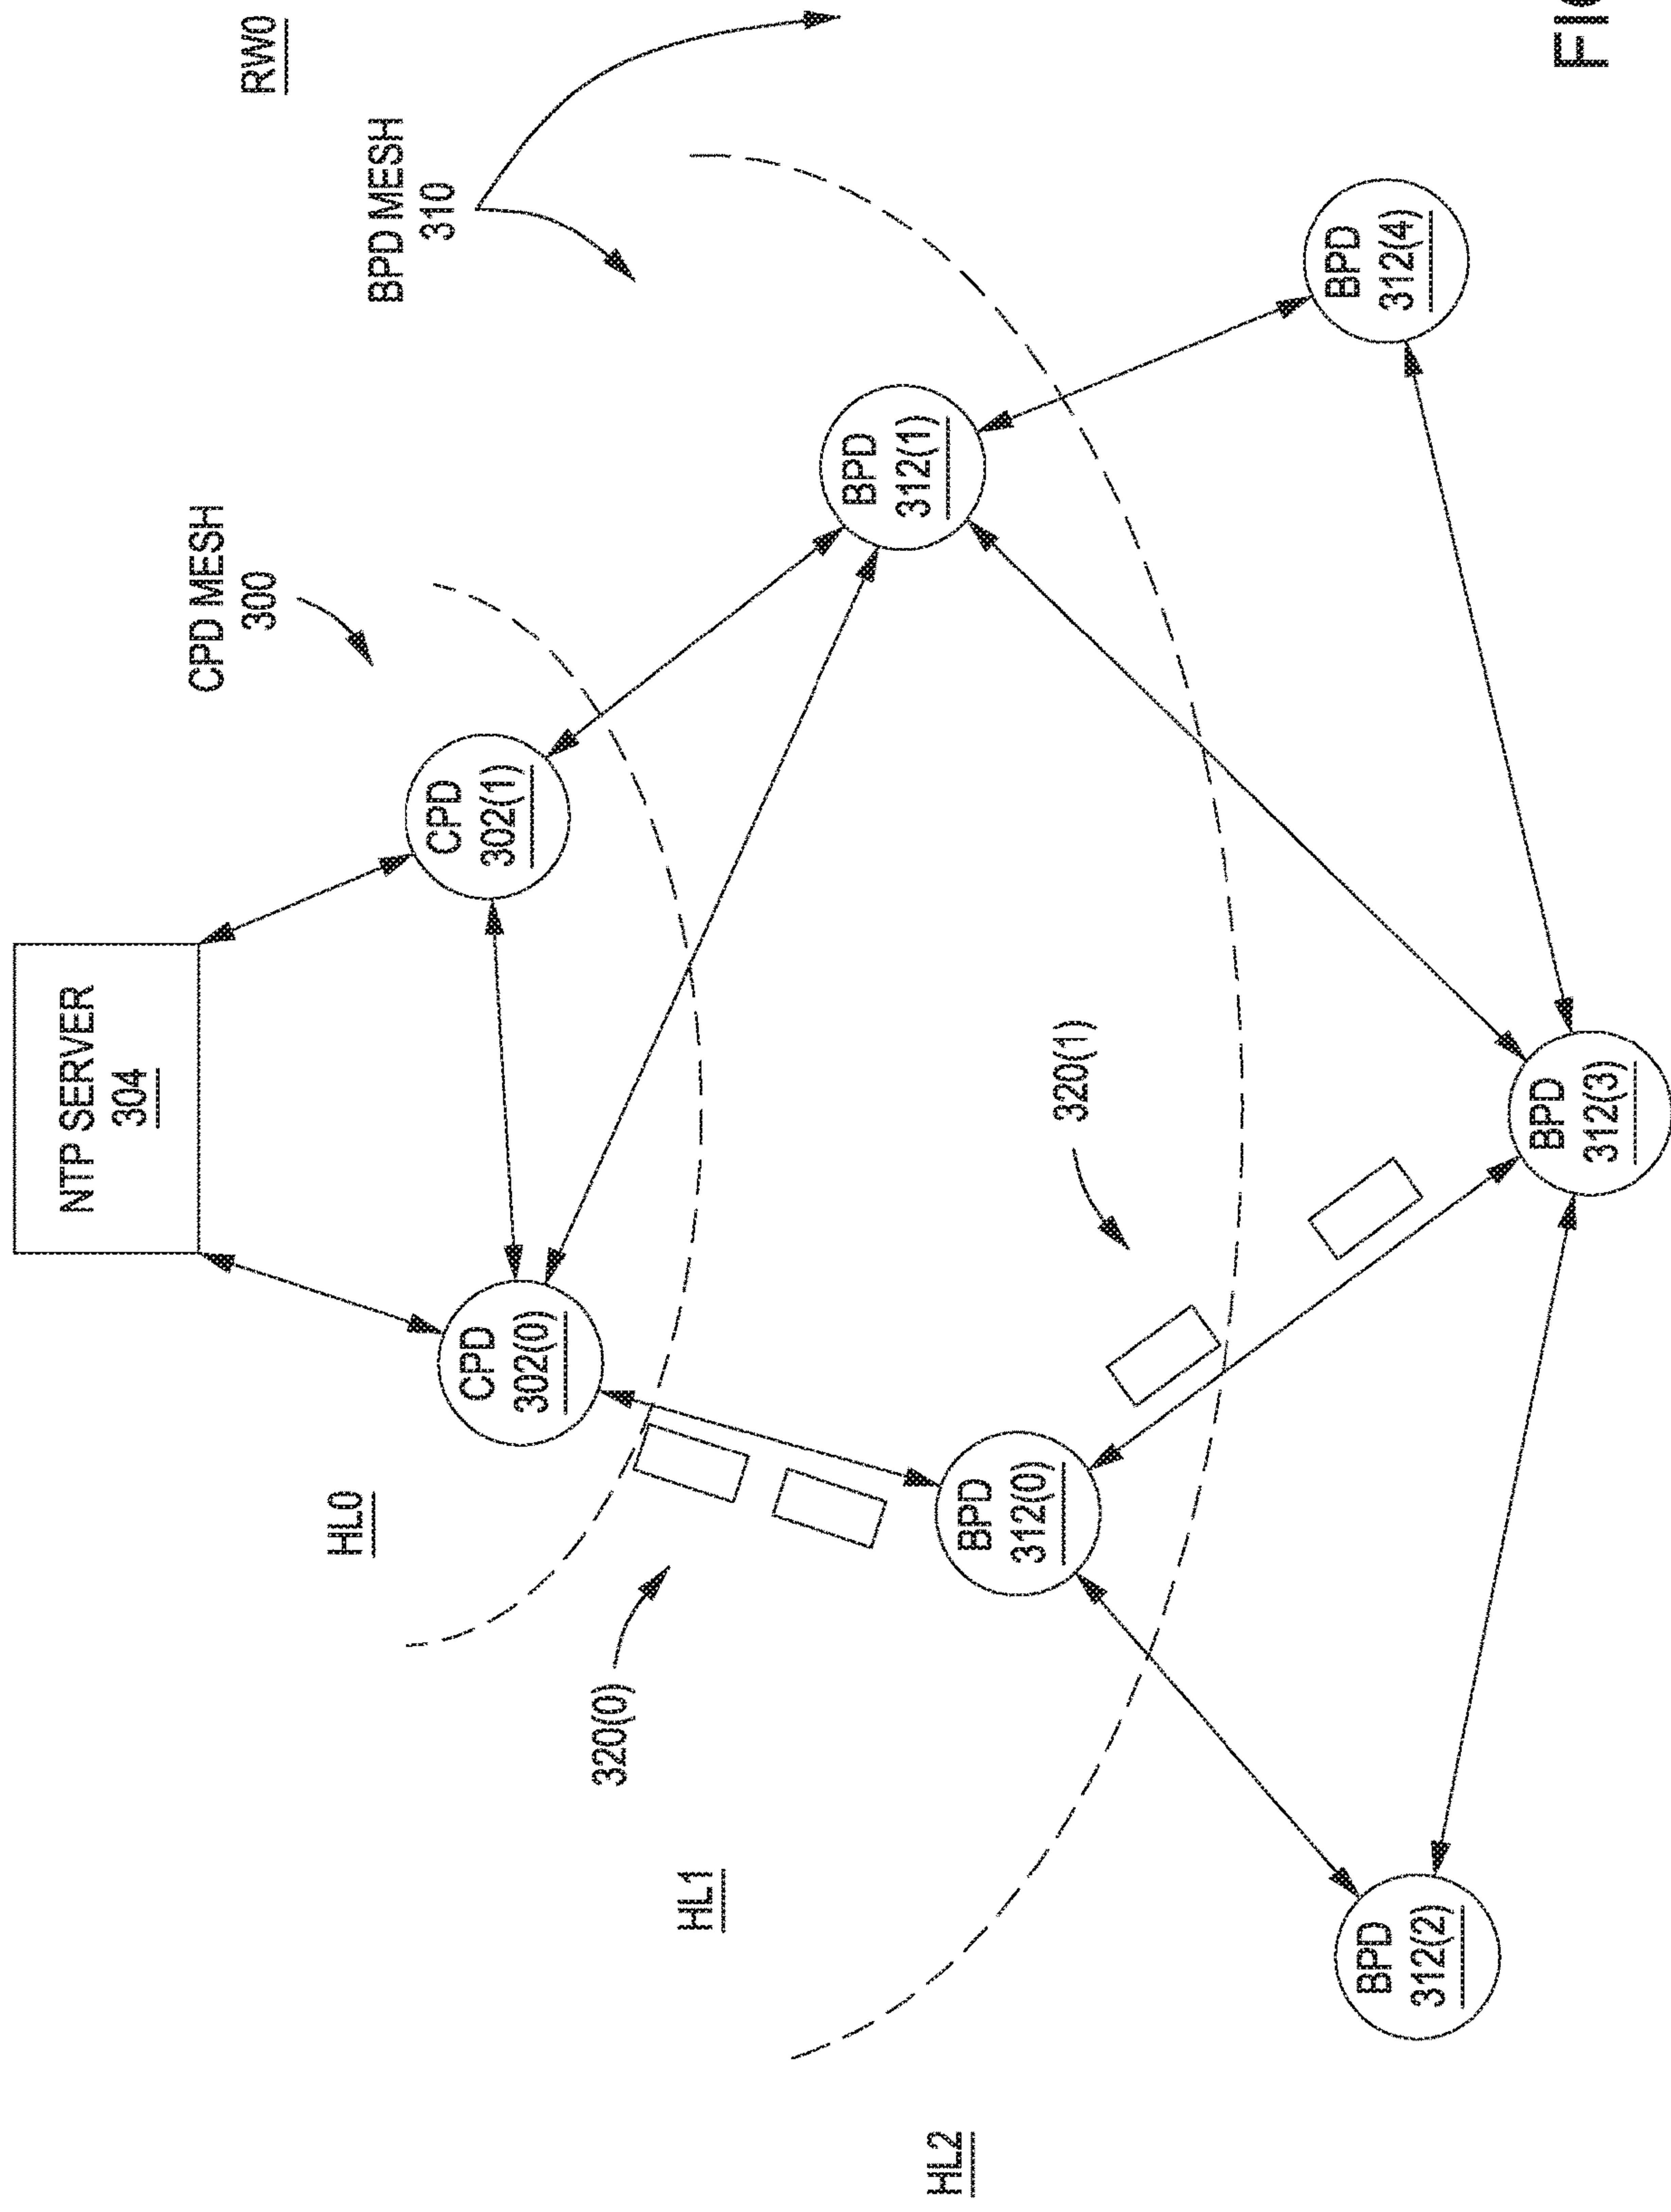 NTP SERVER
304
CPD MESH
300
RW0
HL0
BPD MESH
310
CPD
302(1)
CPD
302(0)
320(0)
HL1
BPD
312(1)
HL2
BPD
312(0)
320(1)
BPD
312(4)
BPD
312(2)
BPD
312(3)